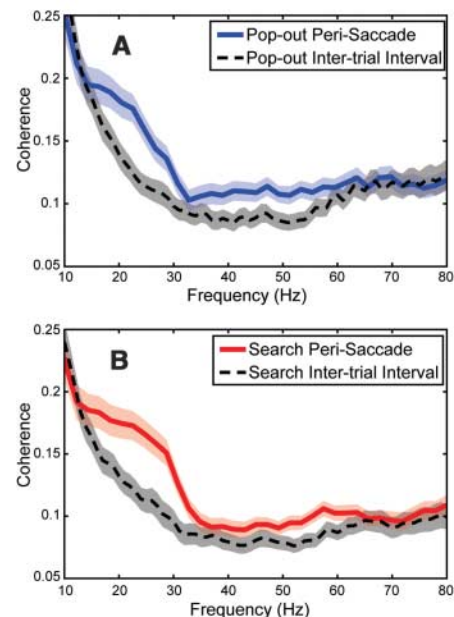 A
Pop-out Peri-Saccade
Pop-out Inter-trial Interval
0.25
0.2
0.15
0.1
0.05
Coherence
10 20 30 40 50 60 70 80
Frequency (Hz)
B
Search Peri-Saccade
Search Inter-trial Interval
0.25
0.2
0.15
0.1
0.05
Coherence
10 20 30 40 50 60 70 80
Frequency (Hz)